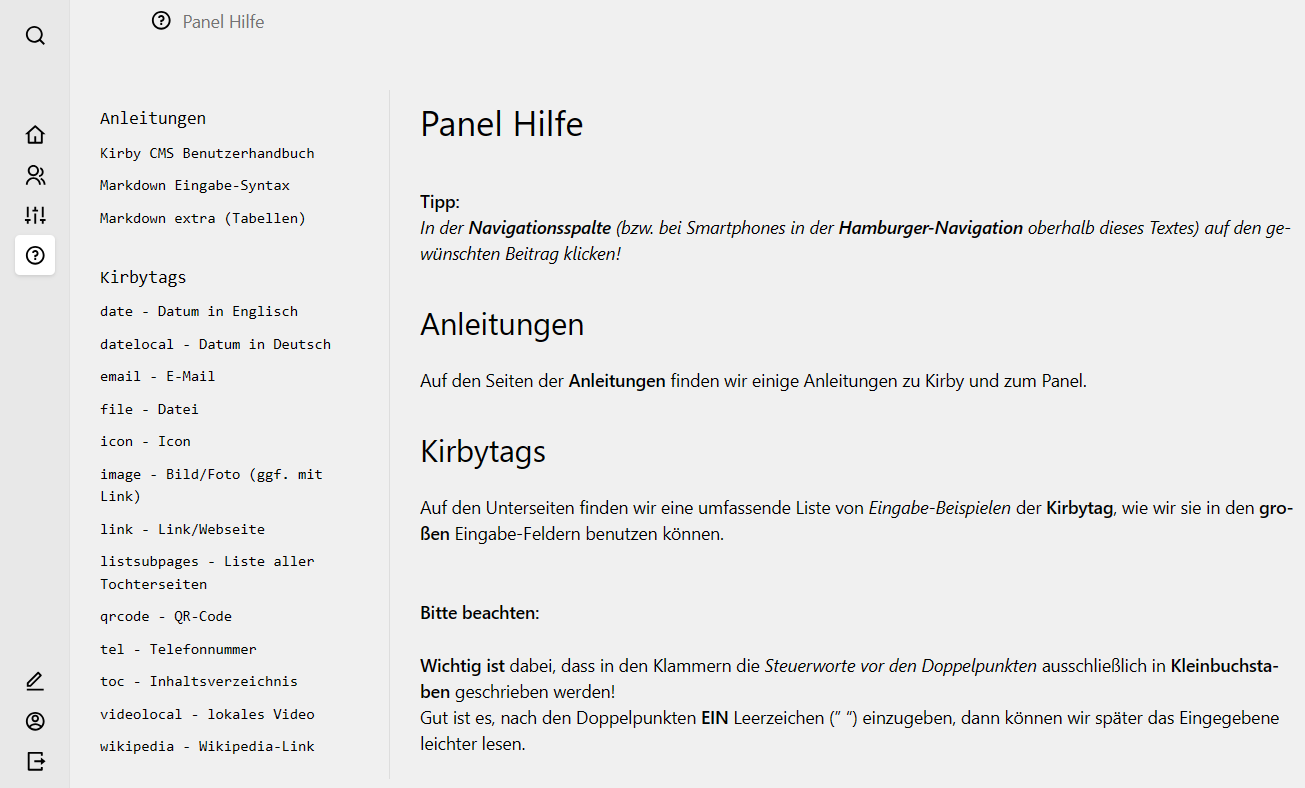 Panel Hilfe
Anleitungen
Kirby CMS Benutzerhandbuch
Markdown Eingabe-Syntax
Markdown extra (Tabellen)
Kirbytags
date - Datum in Englisch
datelocal - Datum in Deutsch
email - E-Mail
file - Datei
icon - Icon
image - Bild/Foto (ggf. mit
Link)
link - Link/Webseite
listsubpages - Liste aller
Tochterseiten
qrcode - QR-Code
tel - Telefonnummer
toc - Inhaltsverzeichnis
videolocal - lokales Video
wikipedia - Wikipedia-Link
Panel Hilfe
Tipp:
In der Navigationsspalte (bzw. bei Smartphones in der Hamburger-Navigation oberhalb dieses Textes) auf den ge-
wünschten Beitrag klicken!
Anleitungen
Auf den Seiten der Anleitungen finden wir einige Anleitungen zu Kirby und zum Panel.
Kirbytags
Auf den Unterseiten finden wir eine umfassende Liste von Eingabe-Beispielen der Kirbytag, wie wir sie in den gro-
ßen Eingabe-Feldern benutzen können.
Bitte beachten:
Wichtig ist dabei, dass in den Klammern die Steuerworte vor den Doppelpunkten ausschließlich in Kleinbuchsta-
ben geschrieben werden!
Gut ist es, nach den Doppelpunkten EIN Leerzeichen (” “) einzugeben, dann können wir später das Eingegebene
leichter lesen.